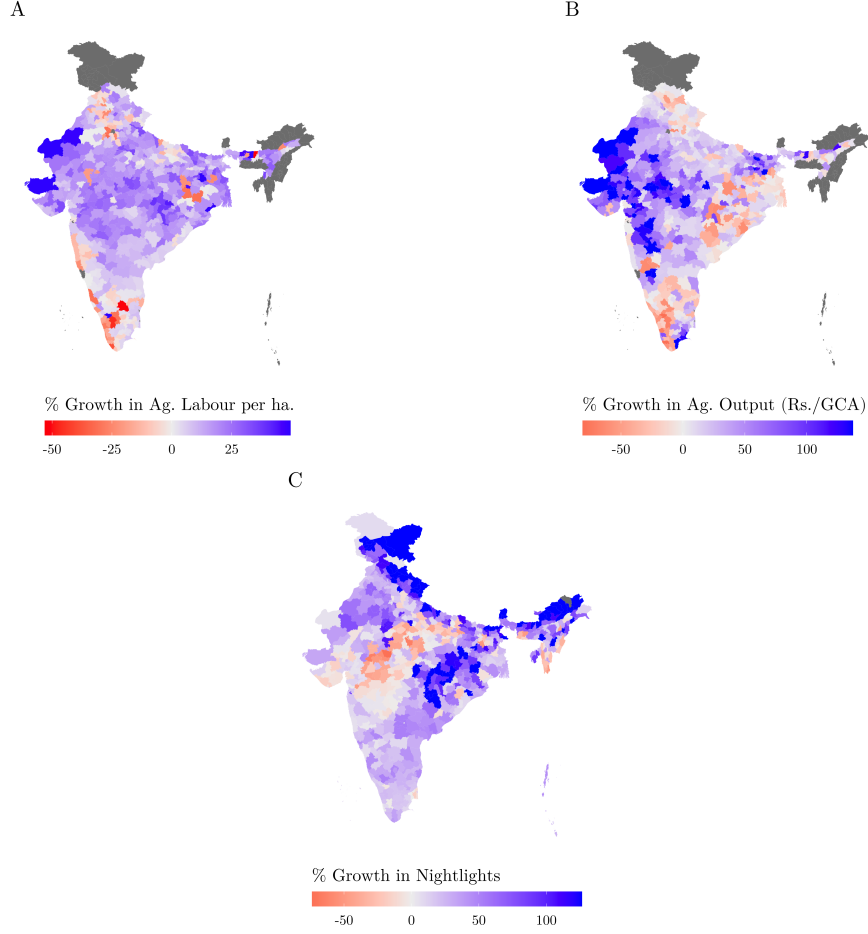 A
B
% Growth in Ag. Labour per ha.
-50 -25 0 25
% Growth in Ag. Output (Rs./GCA)
-50 0 50 100
C
% Growth in Nightlights
-50 0 50 100